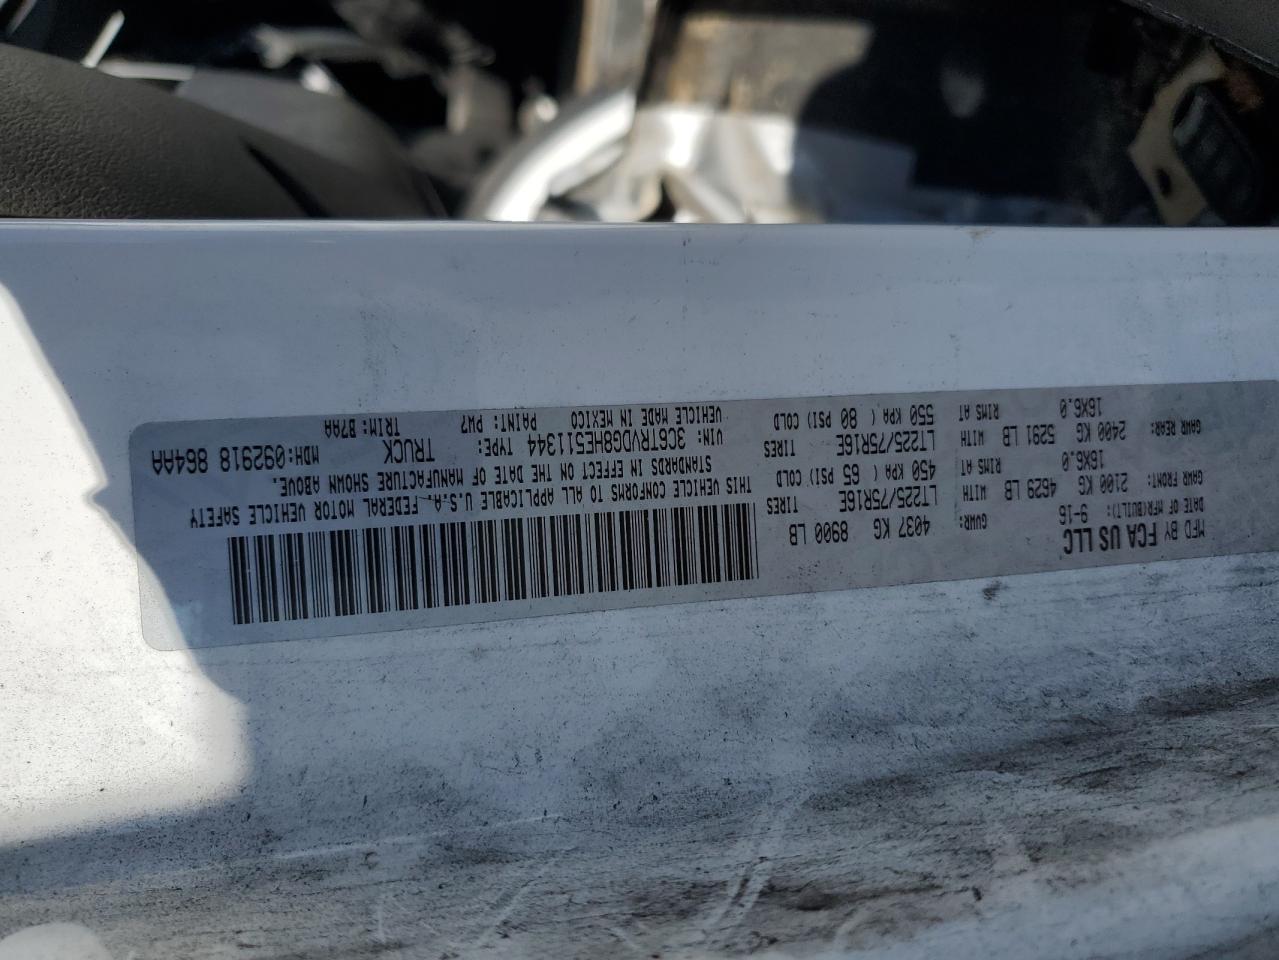 MFD BY FCA US LLC
DATE OF MFR(BUILT): 9-16 GWWR: 4037 KG 8900 LB
GAWR FRONT: 2100 KG 4629 LB WITH LT225/75R16E TIRES
16X6.0 RIMS AT 450 KPA ( 65 PSI) COLD
GAWR REAR: 2400 KG 5291 LB WITH LT225/75R16E TIRES
16X6.0 RIMS AT 550 KPA ( 80 PSI) COLD
THIS VEHICLE CONFORMS TO ALL APPLICABLE U.S.A. FEDERAL MOTOR VEHICLE SAFETY
STANDARDS IN EFFECT ON THE DATE OF MANUFACTURE SHOWN ABOVE.
VIN: 3C6TRVDG8HE511344 TYPE: TRUCK MDH: 092918 864AA
VEHICLE MADE IN MEXICO PAINT: PW7 TRIM: B7AA